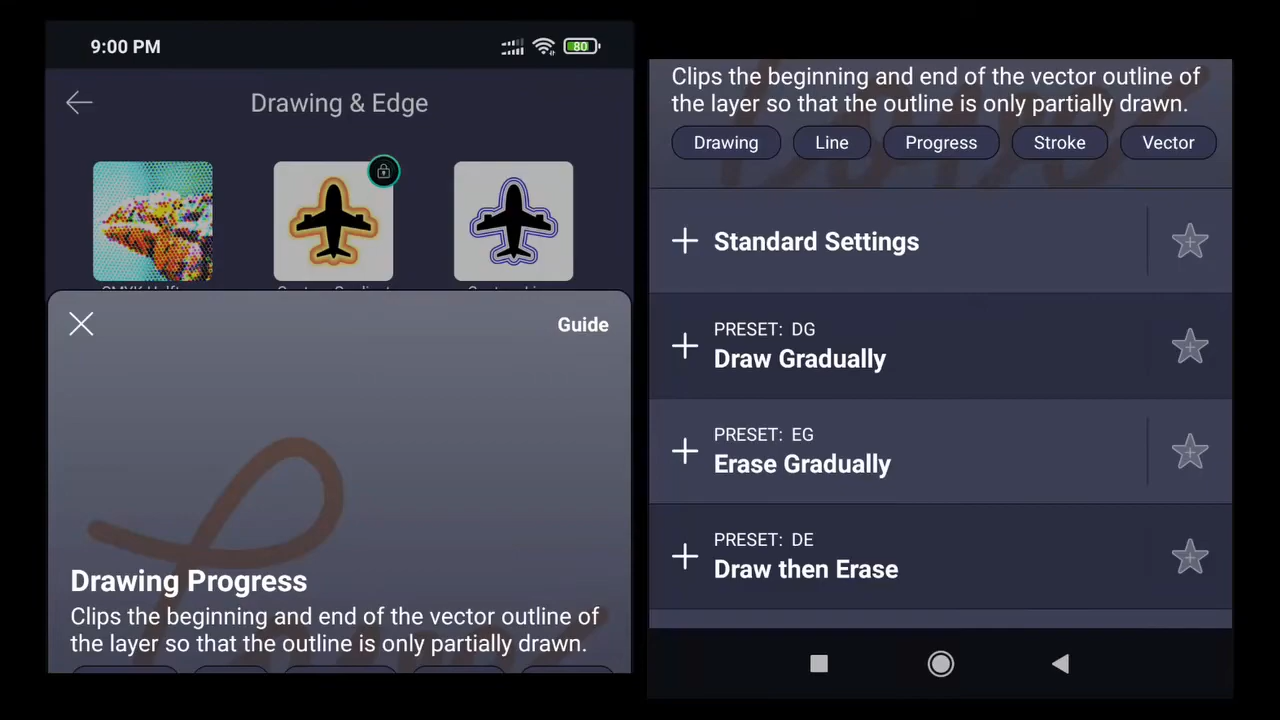 9:00 PM
80
Drawing & Edge
Guide
Drawing Progress
Clips the beginning and end of the vector outline of
the layer so that the outline is only partially drawn.
Clips the beginning and end of the vector outline of
the layer so that the outline is only partially drawn.
Drawing
Line
Progress
Stroke
Vector
Standard Settings
PRESET: DG
Draw Gradually
PRESET: EG
Erase Gradually
PRESET: DE
Draw then Erase